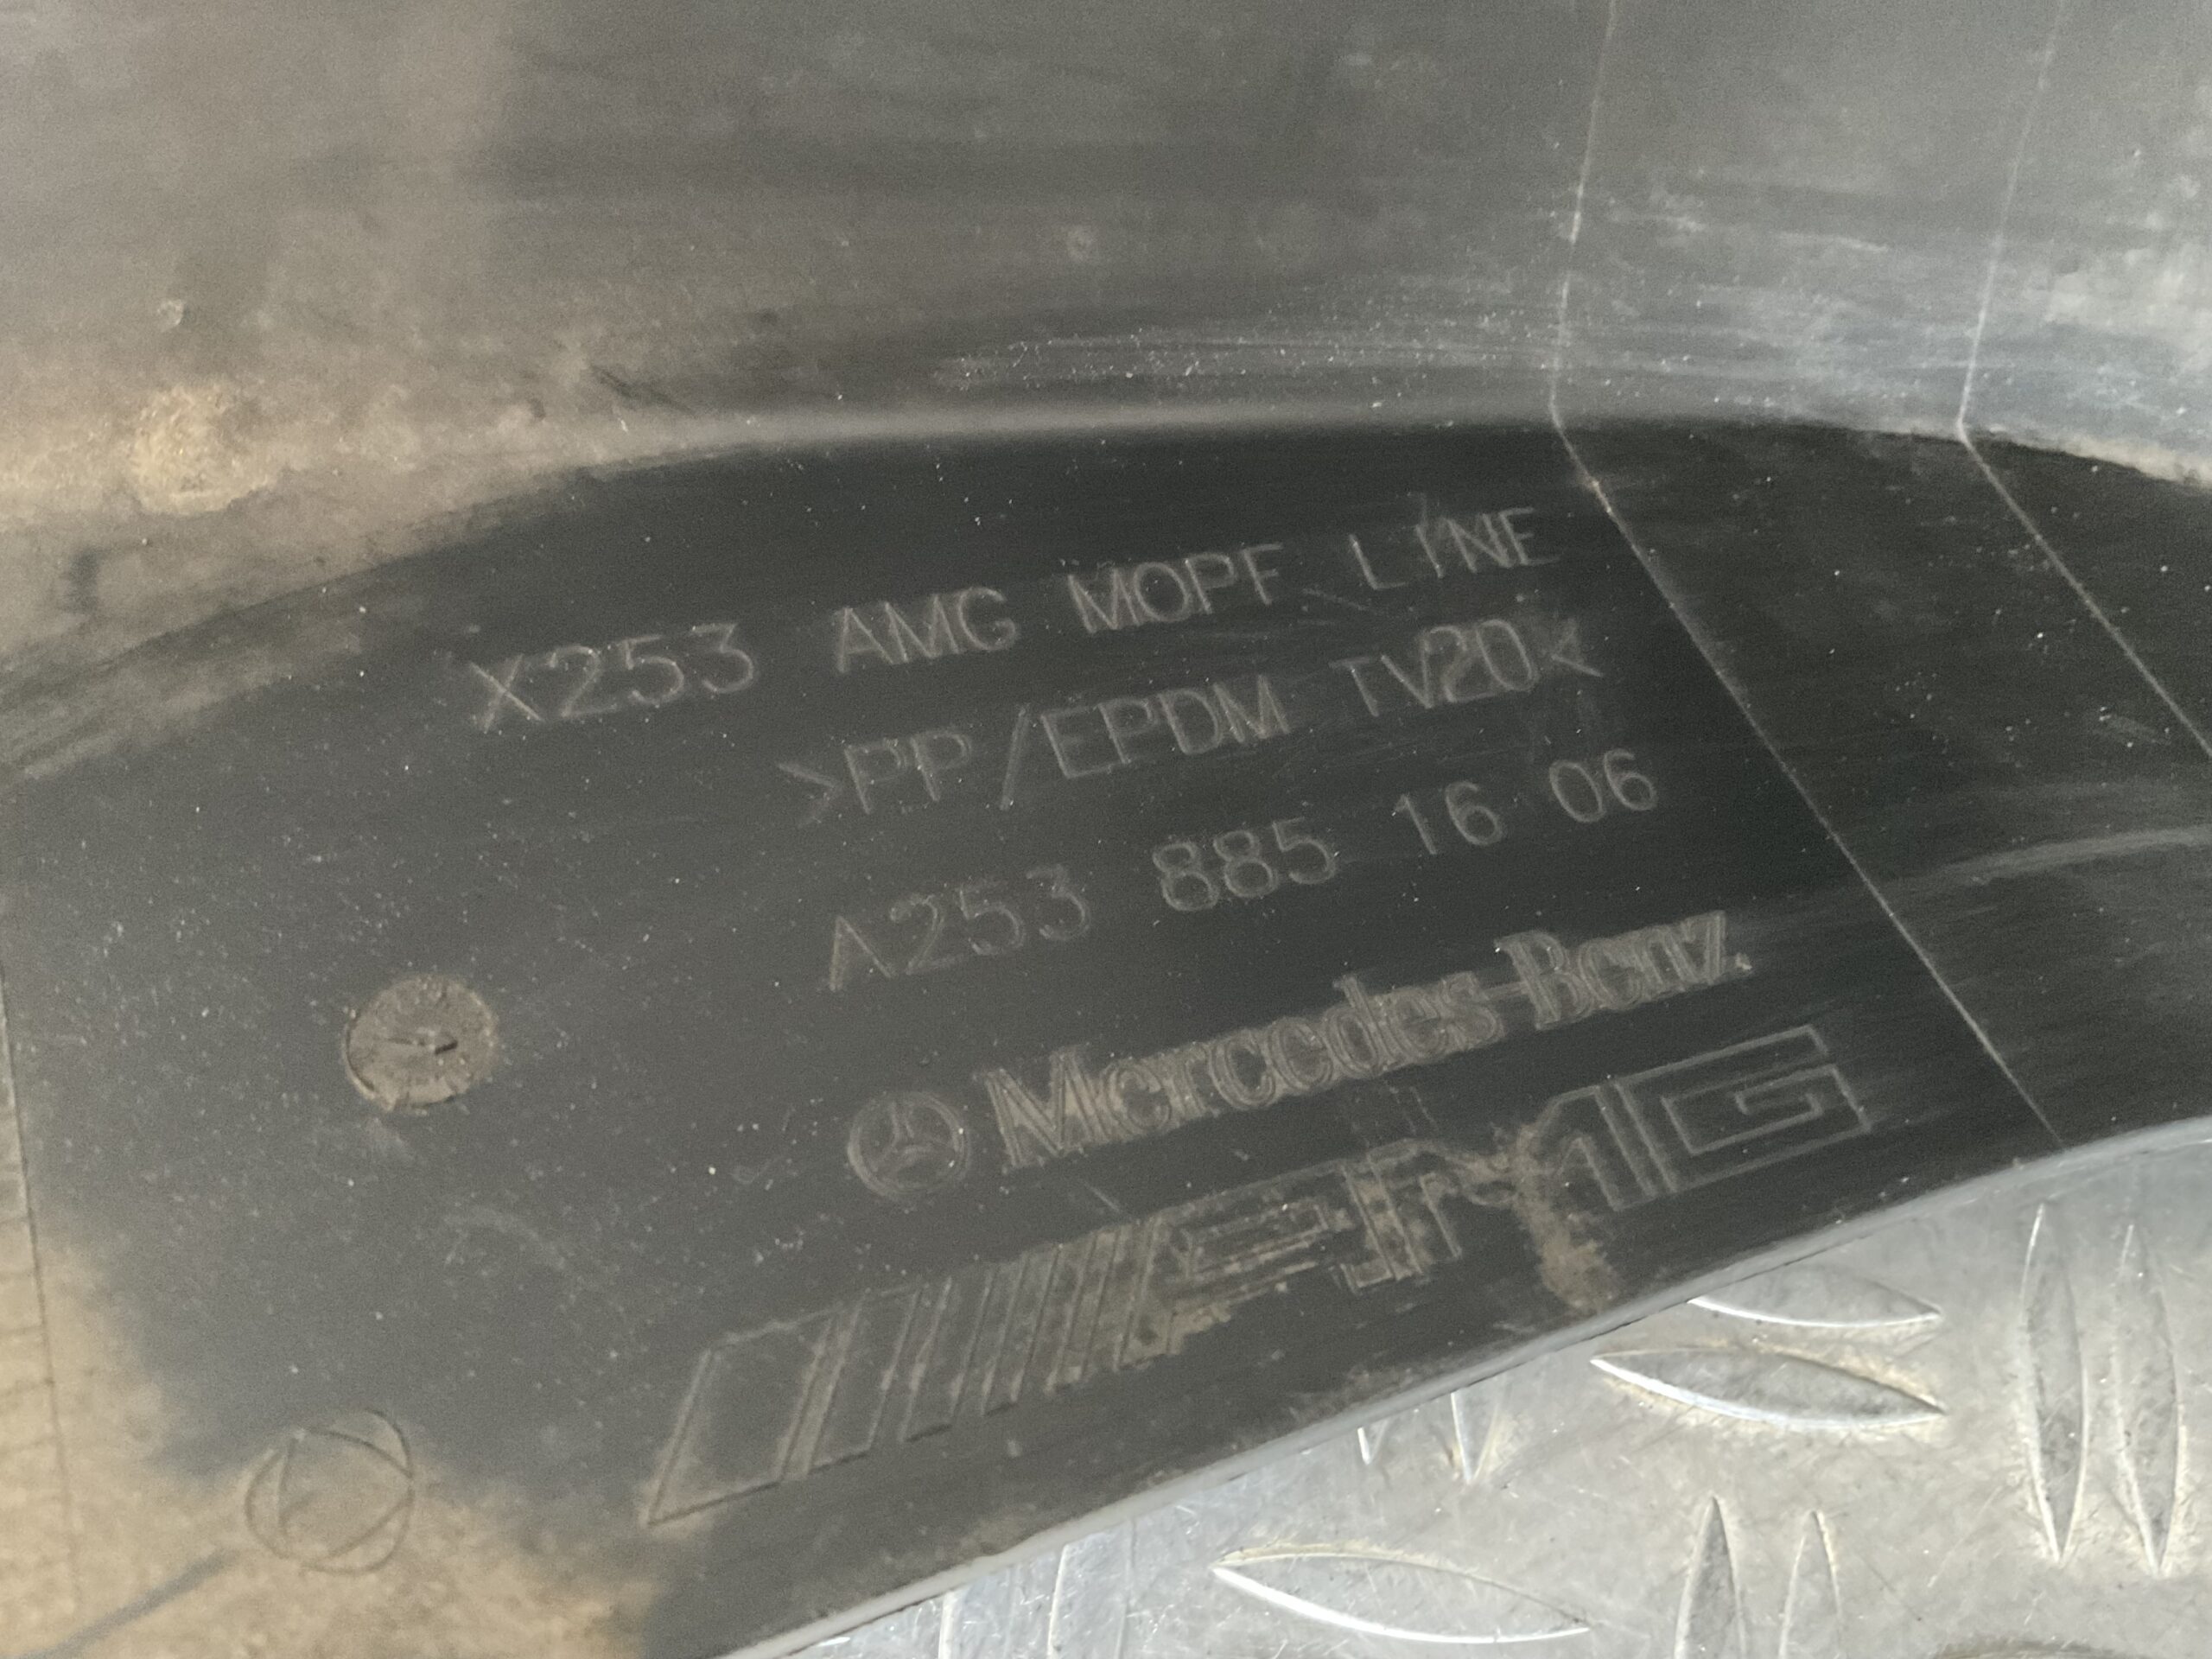 X253 AMG MOPF LINE
>PP/EPDM TV20<
A253 885 16 06
Mercedes-Benz
AMG